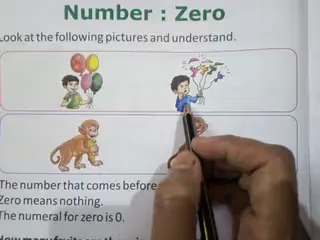 Number : Zero
Look at the following pictures and understand.
The number that comes before
Zero means nothing.
The numeral for zero is 0.